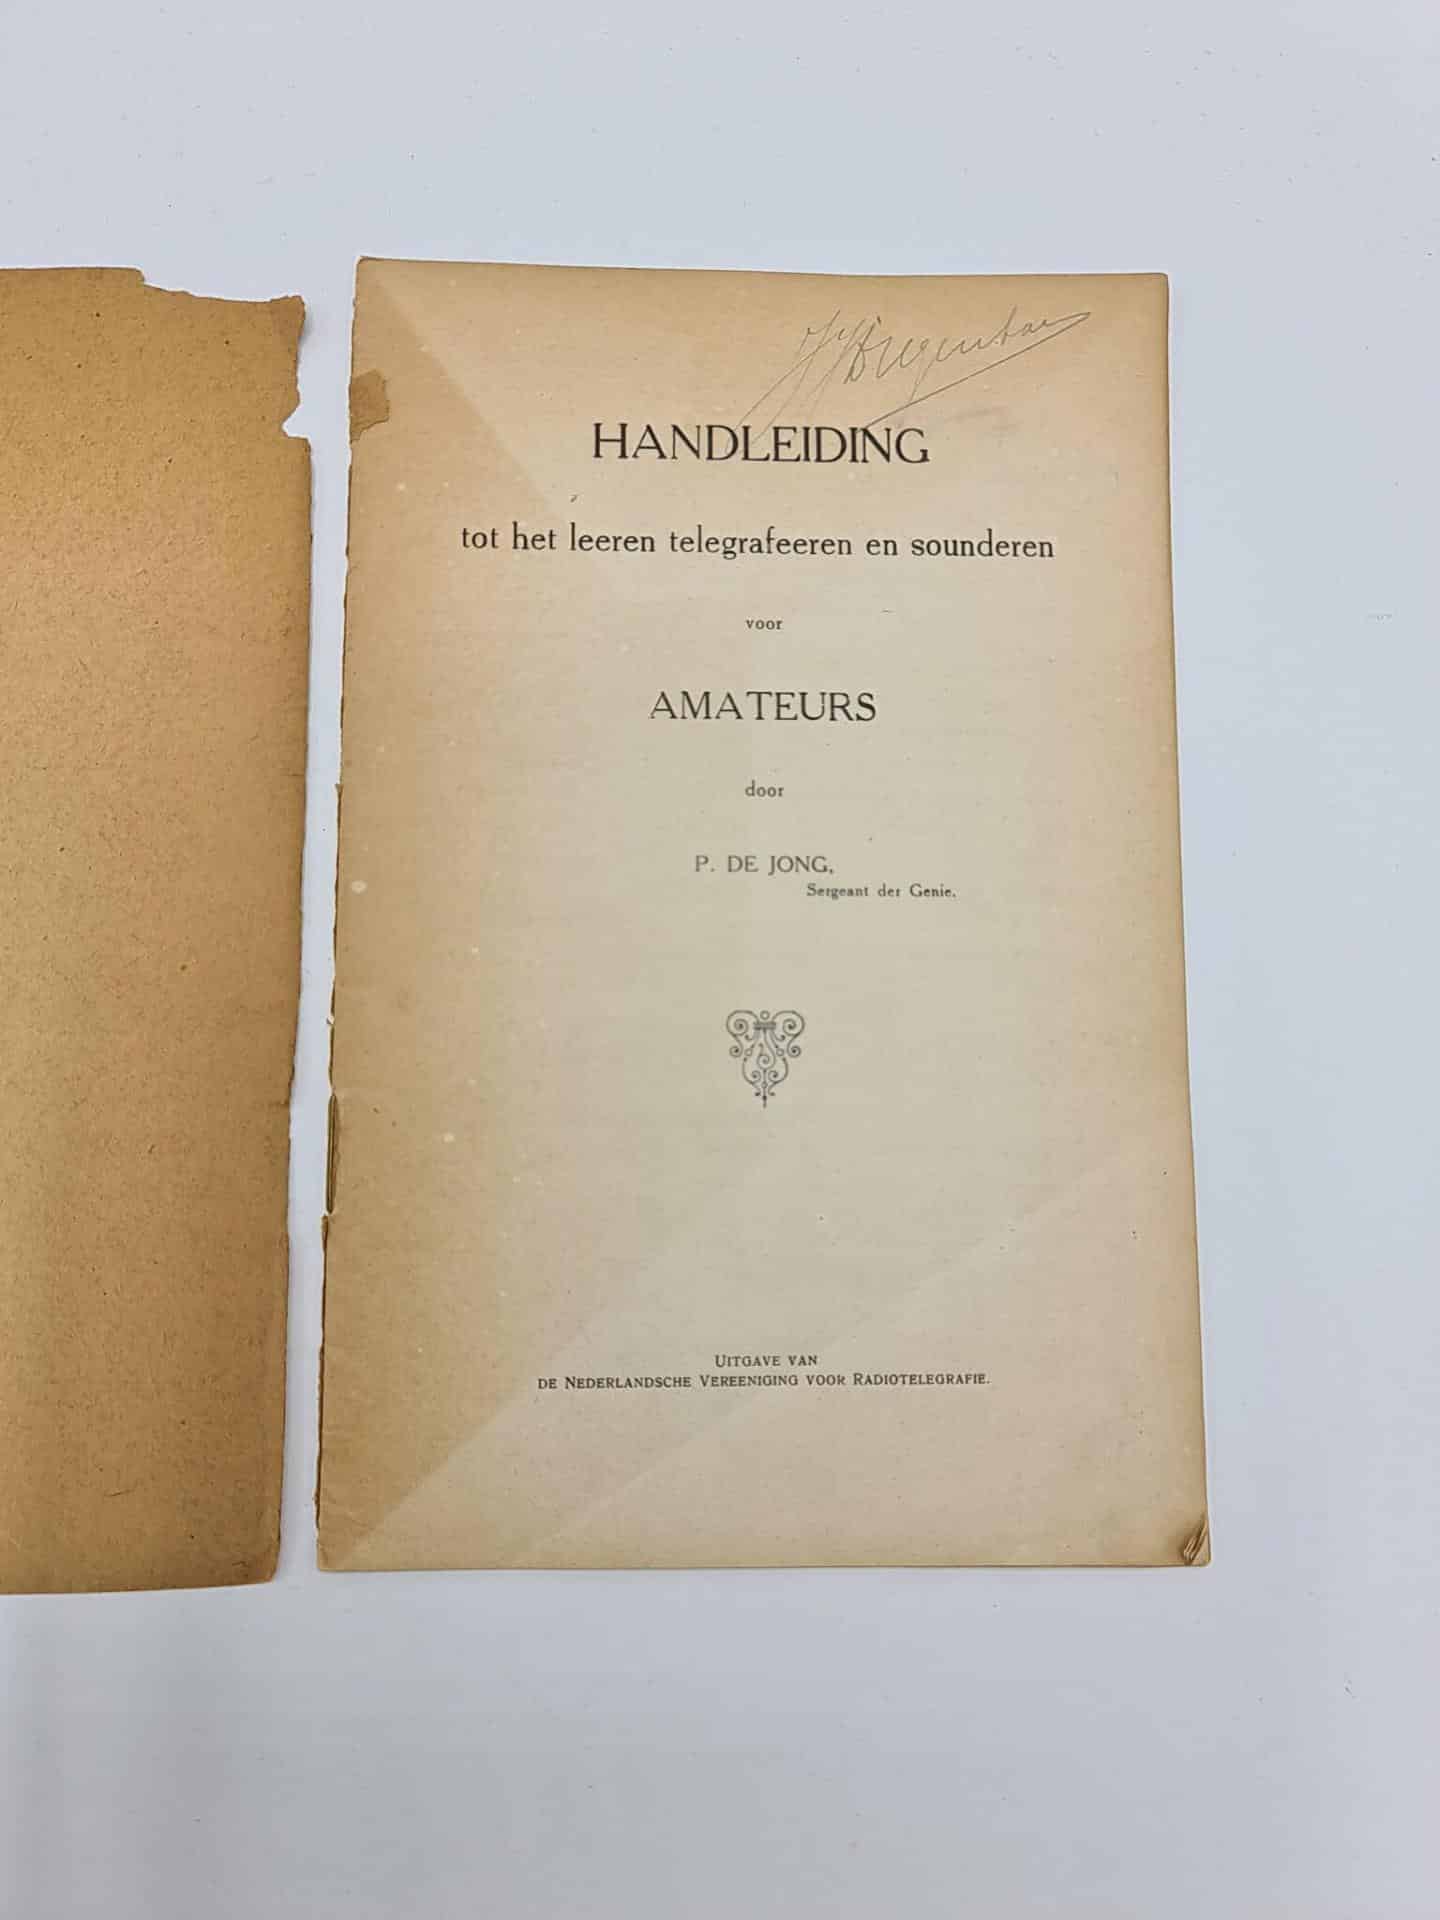 HANDLEIDING
tot het leeren telegrafeeren en sounderen
voor
AMATEURS
door
P. DE JONG,
Sergeant der Genie.
UITGAVE VAN
DE NEDERLANDSCHE VEREENIGING VOOR RADIOTELEGRAFIE.